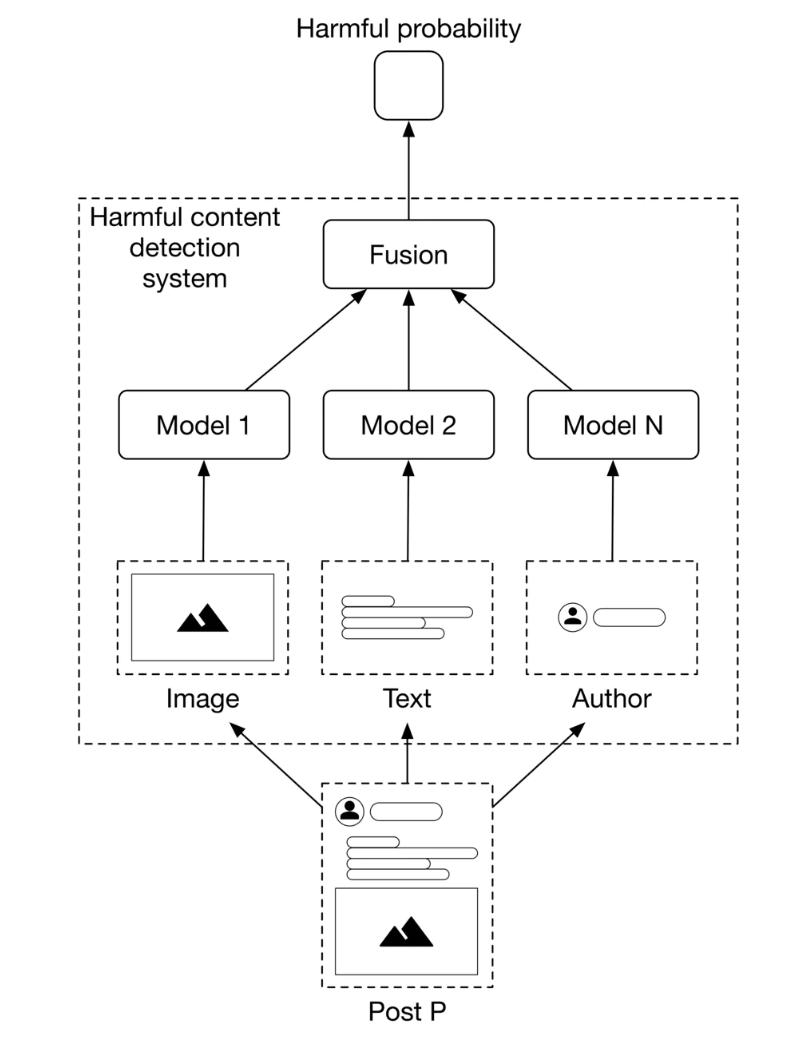 Harmful probability
Harmful content
detection
system
Fusion
Model 1
Model 2
Model N
Image
Text
Author
Post P